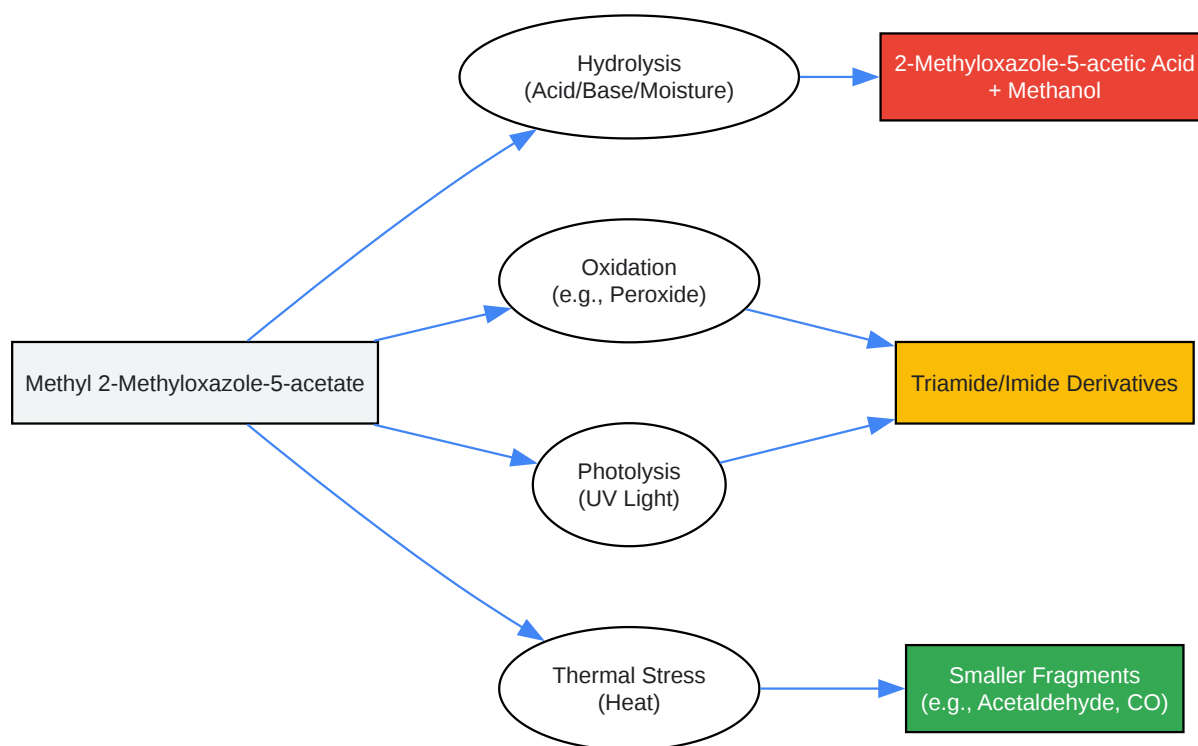 Hydrolysis
(Acid/Base/Moisture)
2-Methyloxazole-5-acetic Acid
+ Methanol
Oxidation
(e.g., Peroxide)
Methyl 2-Methyloxazole-5-acetate
Triamide/Imide Derivatives
Photolysis
(UV Light)
Thermal Stress
(Heat)
Smaller Fragments
(e.g., Acetaldehyde, CO)